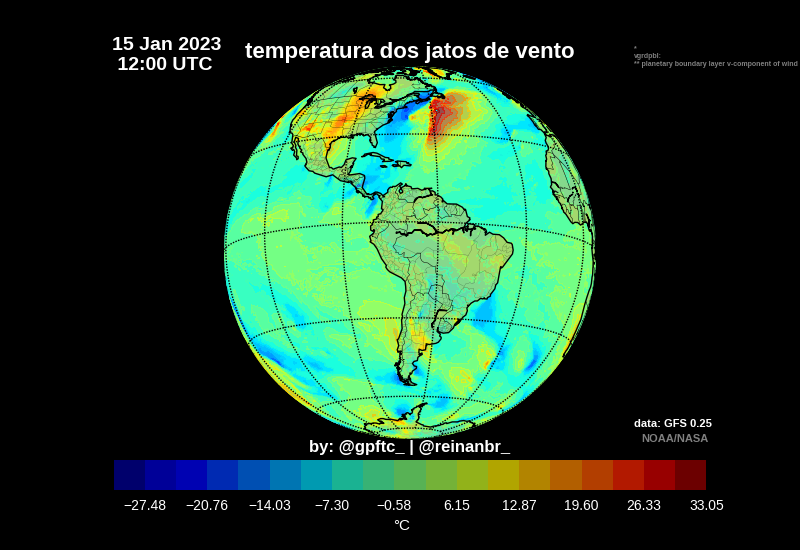 15 Jan 2023
12:00 UTC
temperatura dos jatos de vento
*
vgrdpbl:
** planetary boundary layer v-component of wind
data: GFS 0.25
NOAA/NASA
by: @gpftc_ | @reinanbr_
−27.48 −20.76 −14.03 −7.30 −0.58 6.15 12.87 19.60 26.33 33.05
°C